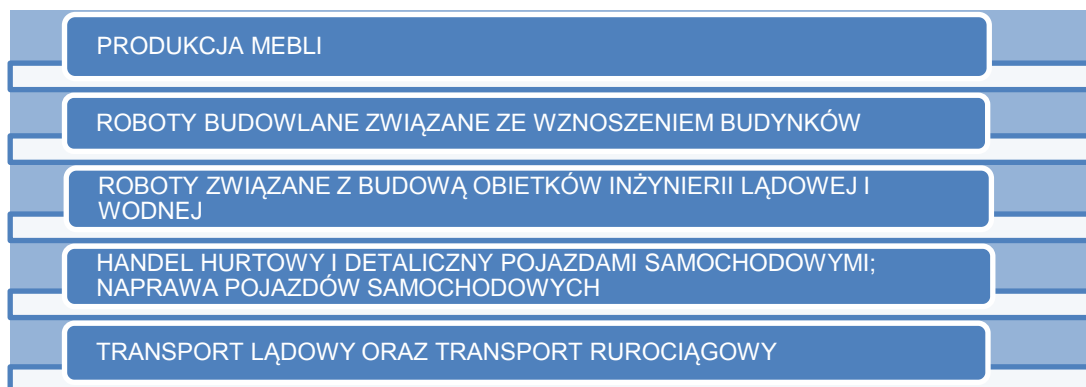 PRODUKCJA MEBLI
ROBOTY BUDOWLANE ZWIĄZANE ZE WZNOSZENIEM BUDYNKÓW
ROBOTY ZWIĄZANE Z BUDOWĄ OBIETKÓW INŻYNIERII LĄDOWEJ I
WODNEJ
HANDEL HURTOWY I DETALICZNY POJAZDAMI SAMOCHODOWYMI;
NAPRAWA POJAZDÓW SAMOCHODOWYCH
TRANSPORT LĄDOWY ORAZ TRANSPORT RUROCIĄGOWY